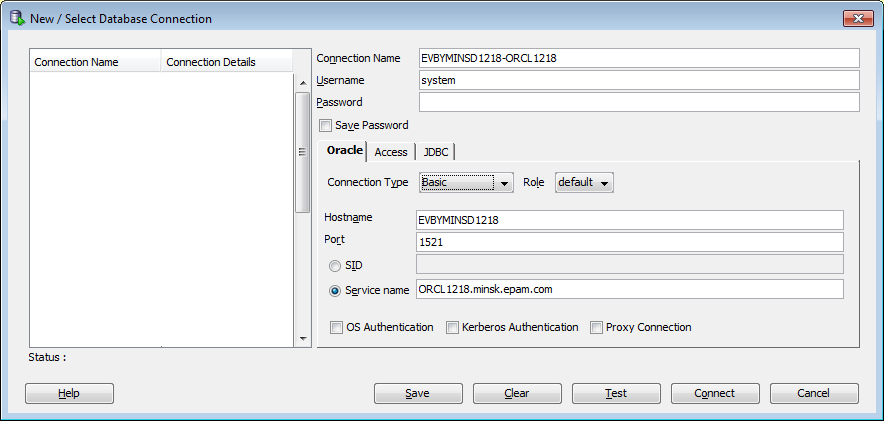 New / Select Database Connection
Connection Name Connection Details
Connection Name EVBYMINSD1218-ORCL1218
Username system
Password
Save Password
Oracle Access JDBC
Connection Type Basic Role default
Hostname EVBYMINSD1218
Port 1521
SID
Service name ORCL1218.minsk.epam.com
OS Authentication Kerberos Authentication Proxy Connection
Status :
Help Save Clear Test Connect Cancel